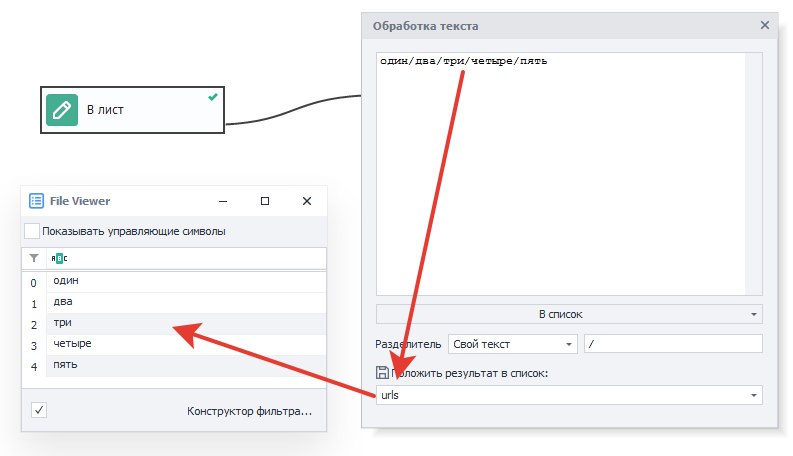 Обработка текста
один/два/три/четыре/пять
В лист
File Viewer
Показывать управляющие символы
ABC
0 один
1 два
2 три
3 четыре
4 пять
Конструктор фильтра...
В список
Разделитель Свой текст /
Положить результат в список:
urls